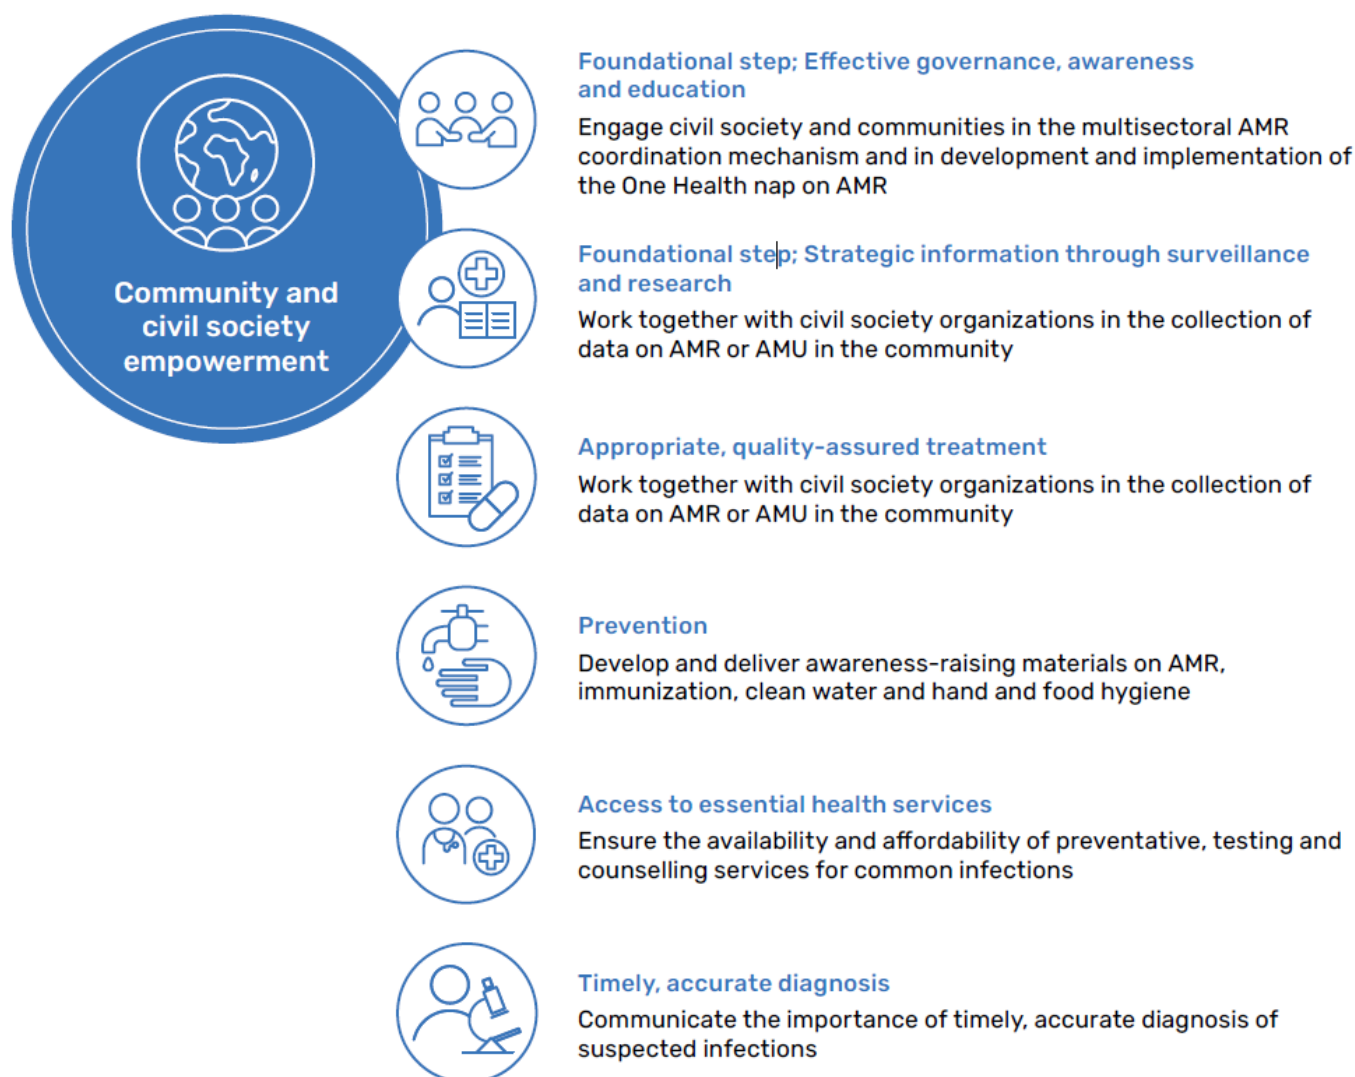 Community and
civil society
empowerment
Foundational step; Effective governance, awareness
and education
Engage civil society and communities in the multisectoral AMR
coordination mechanism and in development and implementation of
the One Health nap on AMR
Foundational step; Strategic information through surveillance
and research
Work together with civil society organizations in the collection of
data on AMR or AMU in the community
Appropriate, quality-assured treatment
Work together with civil society organizations in the collection of
data on AMR or AMU in the community
Prevention
Develop and deliver awareness-raising materials on AMR,
immunization, clean water and hand and food hygiene
Access to essential health services
Ensure the availability and affordability of preventative, testing and
counselling services for common infections
Timely, accurate diagnosis
Communicate the importance of timely, accurate diagnosis of
suspected infections